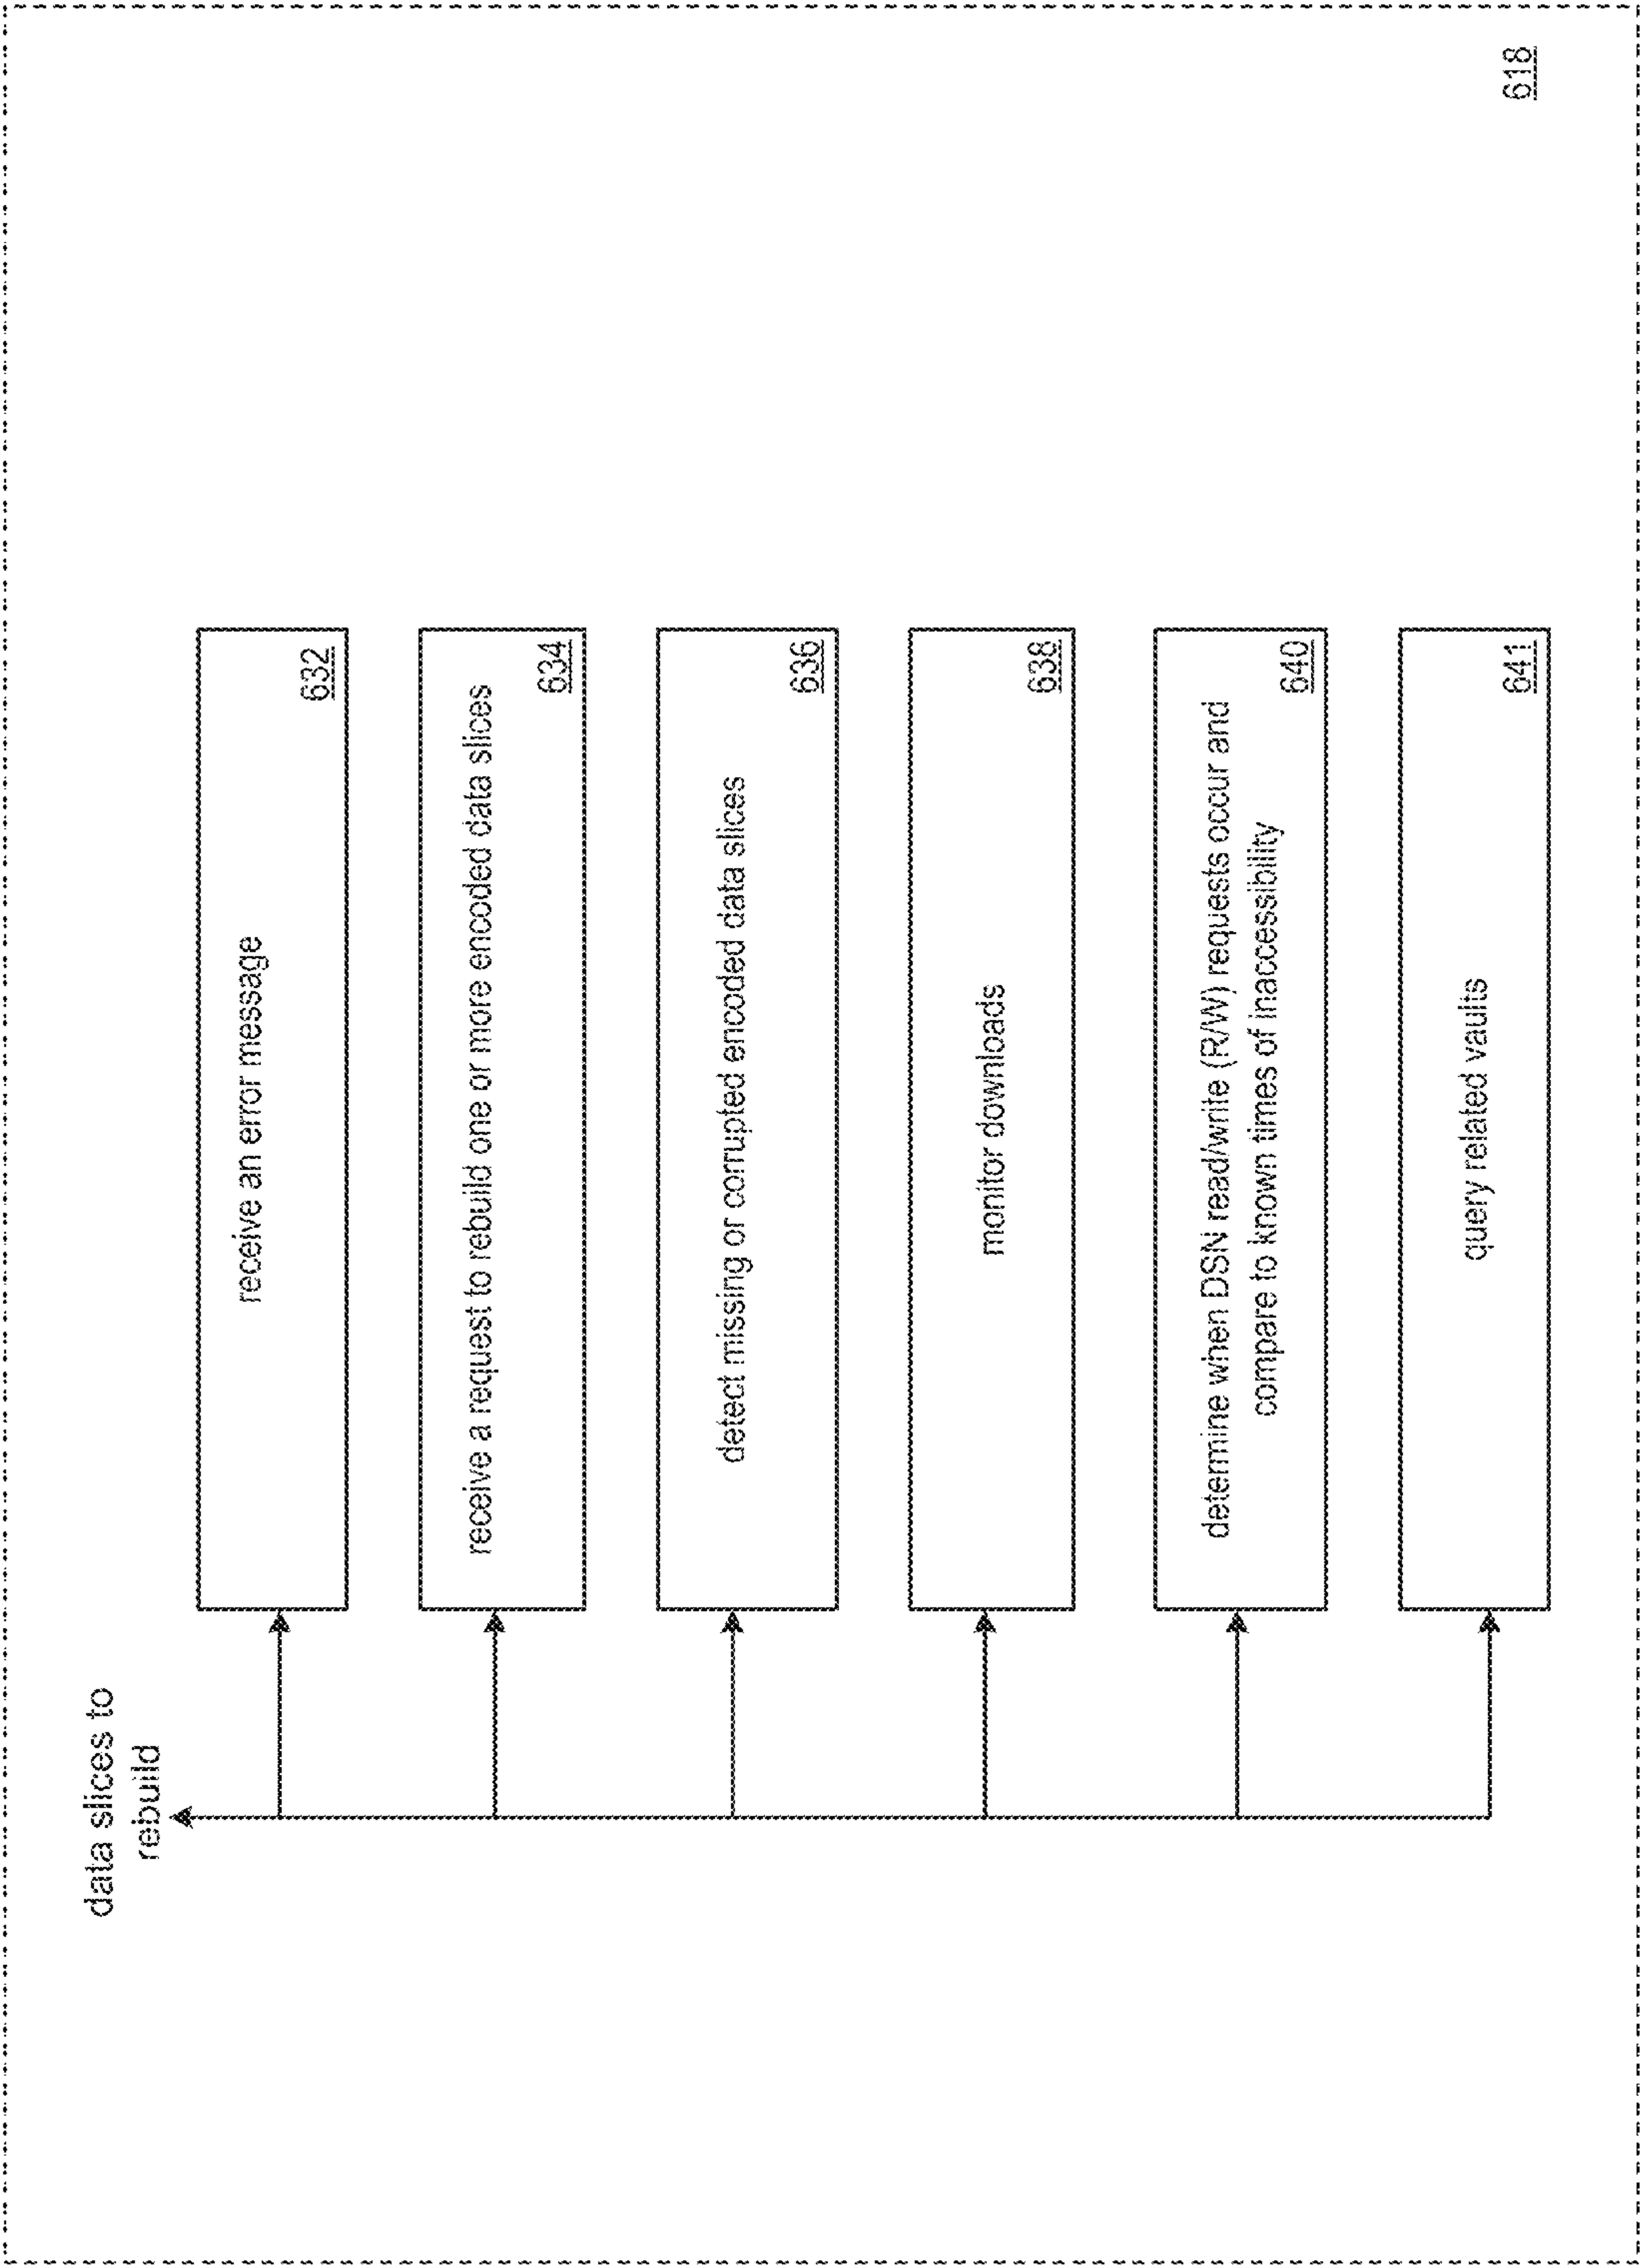 data slices to
rebuild
receive an error message
632
receive a request to rebuild one or more encoded data slices
634
detect missing or corrupted encoded data slices
636
monitor downloads
638
determine when DSN read/write (R/W) requests occur and
compare to known times of inaccessibility
640
query related vaults
641
618